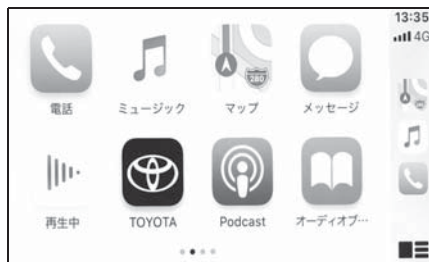 13:35
4G
電話
ミュージック
マップ
メッセージ
280
再生中
TOYOTA
Podcast
オーディオブ…